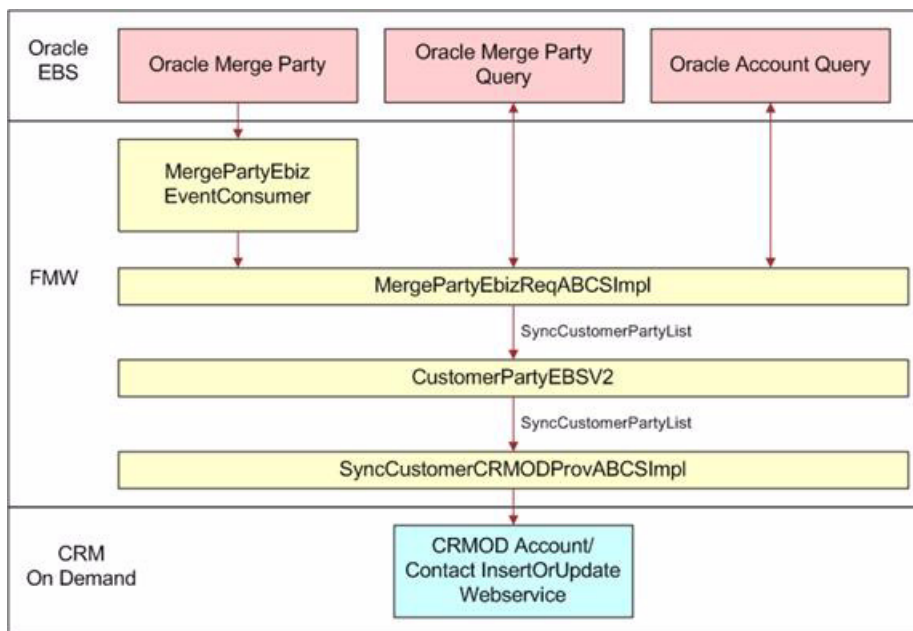 Oracle
EBS
Oracle Merge Party
Oracle Merge Party
Query
Oracle Account Query
FMW
MergePartyEbiz
EventConsumer
MergePartyEbizReqABCSImpl
SyncCustomerPartyList
CustomerPartyEBSV2
SyncCustomerPartyList
SyncCustomerCRMODProvABCSImpl
CRM
On Demand
CRMOD Account/
Contact InsertOrUpdate
Webservice